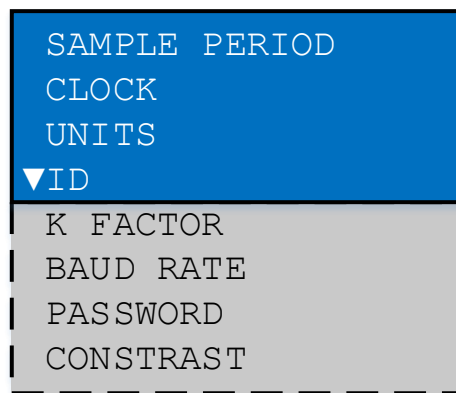 SAMPLE PERIOD
CLOCK
UNITS
▼ID
K FACTOR
BAUD RATE
PASSWORD
CONSTRAST